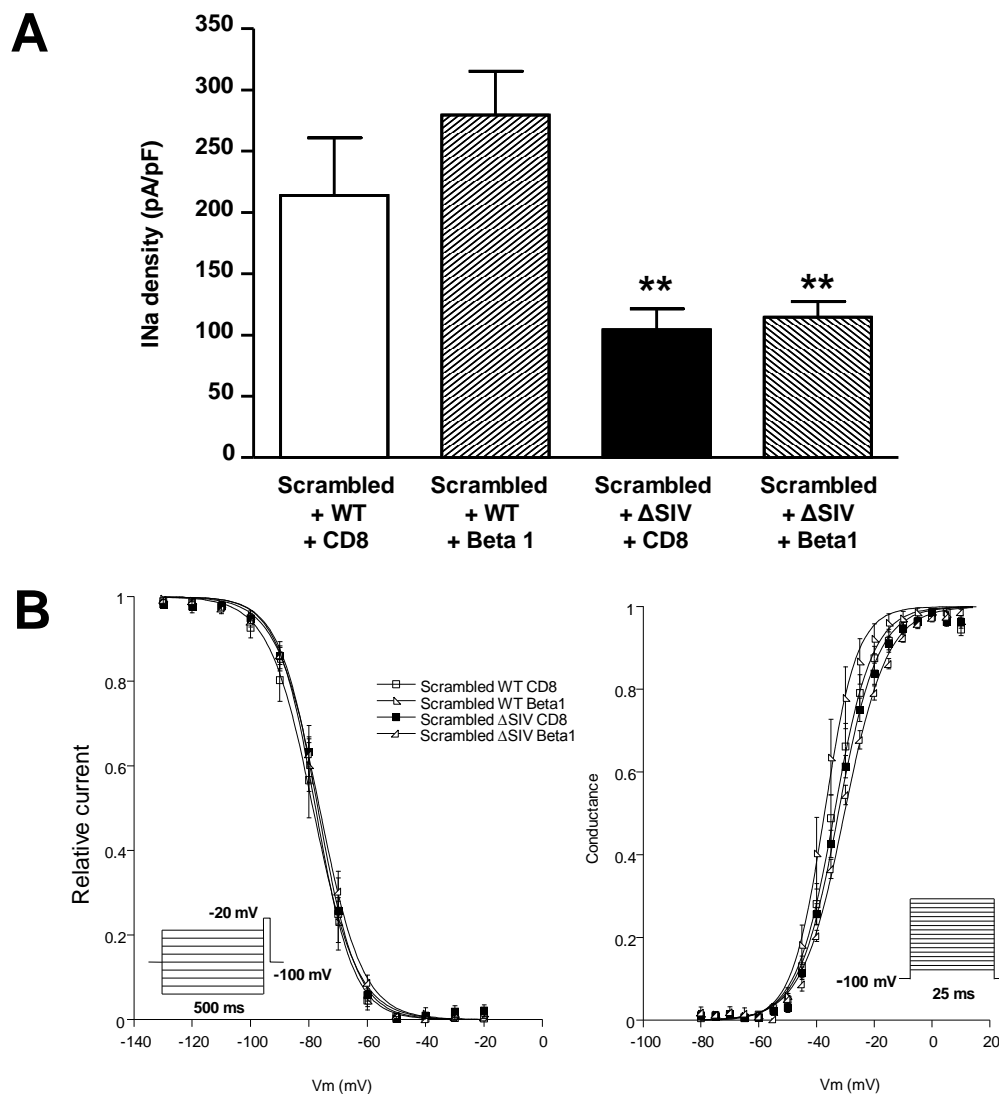 A
350
300
250
200
150
100
50
0
INa density (pA/pF)
**
**
Scrambled
+ WT
+ CD8
Scrambled
+ WT
+ Beta 1
Scrambled
+ ΔSIV
+ CD8
Scrambled
+ ΔSIV
+ Beta1
B
1
0.8
0.6
0.4
0.2
0
Relative current
Scrambled WT CD8
Scrambled WT Beta1
Scrambled ΔSIV CD8
Scrambled ΔSIV Beta1
-20 mV
-100 mV
500 ms
-140
-120
-100
-80
-60
-40
-20
0
Vm (mV)
1
0.8
0.6
0.4
0.2
0
Conductance
-100 mV
25 ms
-100
-80
-60
-40
-20
0
20
Vm (mV)